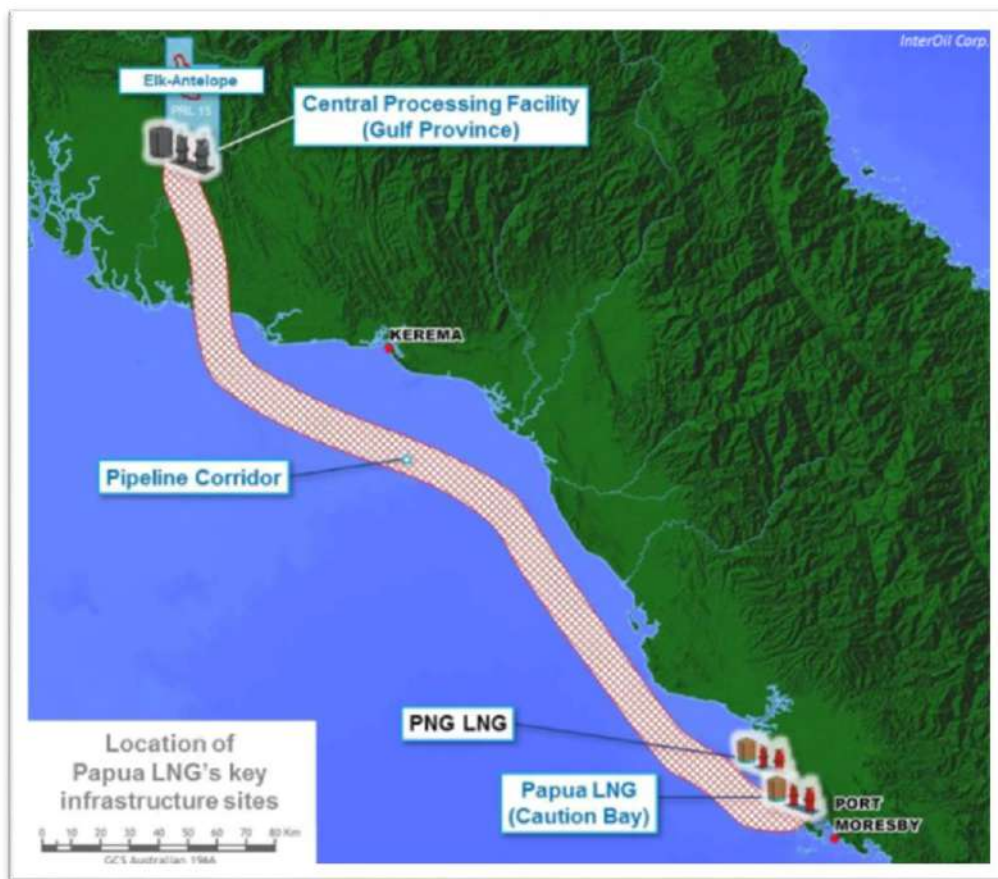 InterOil Corp.
Elk-Antelope
PRL 15
Central Processing Facility
(Gulf Province)
KEREMA
Pipeline Corridor
PNG LNG
Papua LNG
(Caution Bay)
PORT
MORESBY
Location of
Papua LNG's key
infrastructure sites
0 10 20 30 40 50 60 70 80 Km
GCS Australian 1966